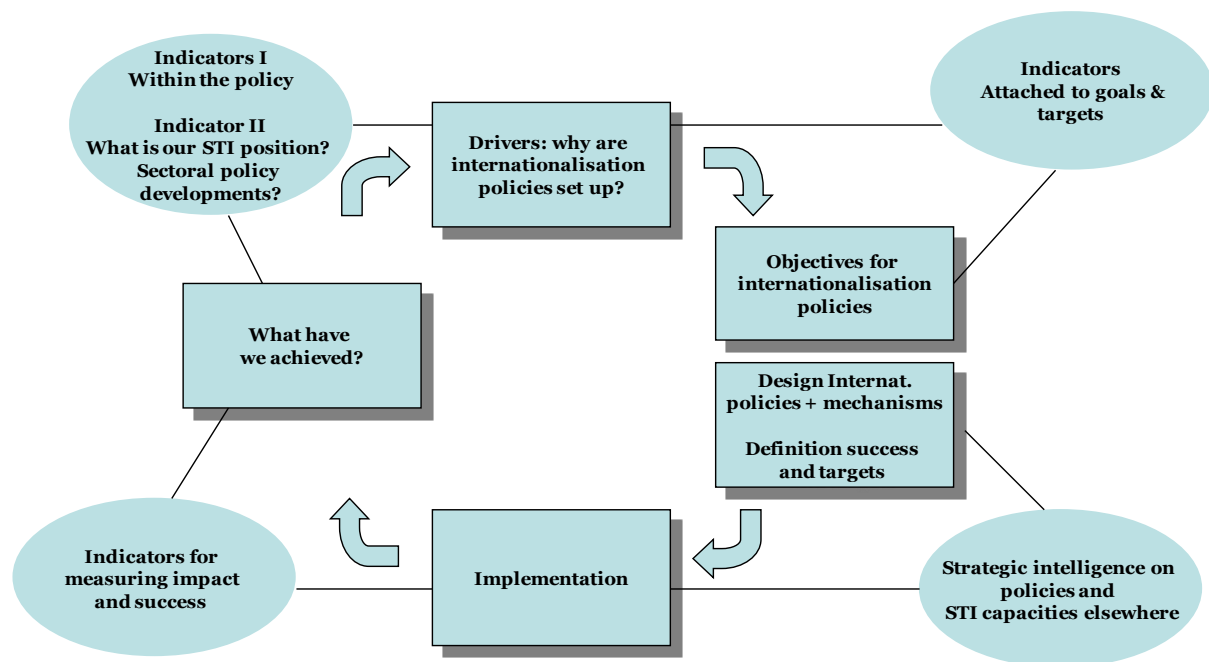 Indicators I
Within the policy
Indicator II
What is our STI position?
Sectoral policy
developments?
Drivers: why are
internationalisation
policies set up?
Indicators
Attached to goals &
targets
Objectives for
internationalisation
policies
What have
we achieved?
Design Internat.
policies + mechanisms
Definition success
and targets
Indicators for
measuring impact
and success
Implementation
Strategic intelligence on
policies and
STI capacities elsewhere